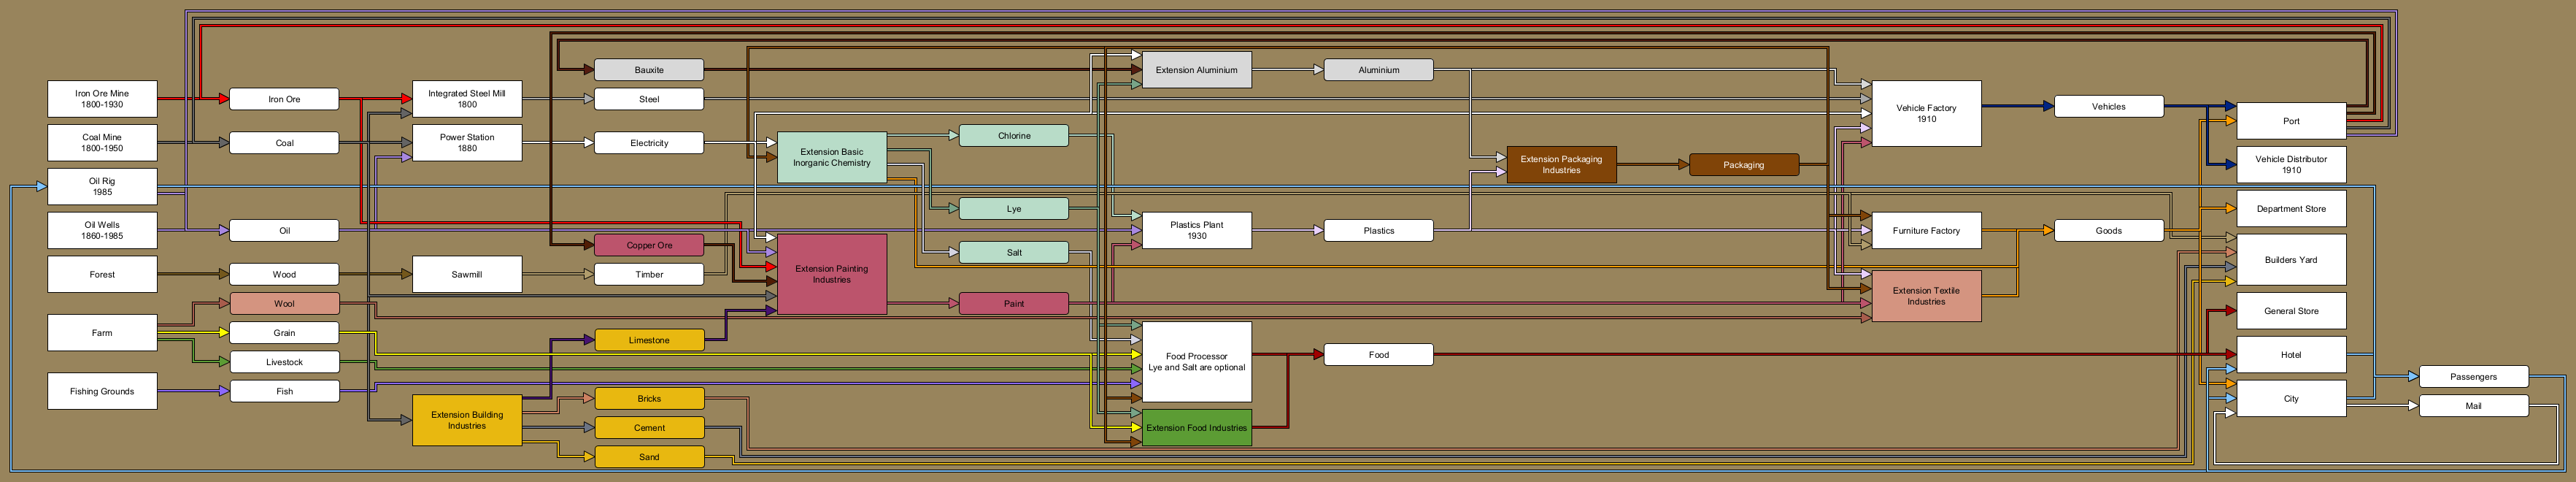 Iron Ore Mine
1800-1930
Coal Mine
1800-1950
Oil Rig
1985
Oil Wells
1860-1985
Forest
Farm
Fishing Grounds
Iron Ore
Coal
Oil
Wood
Wool
Grain
Livestock
Fish
Integrated Steel Mill
1800
Power Station
1880
Sawmill
Extension Building
Industries
Bauxite
Steel
Electricity
Copper Ore
Timber
Limestone
Bricks
Cement
Sand
Extension Basic
Inorganic Chemistry
Extension Painting
Industries
Chlorine
Lye
Salt
Paint
Extension Aluminium
Plastics Plant
1930
Food Processor
Lye and Salt are optional
Extension Food Industries
Aluminium
Plastics
Food
Extension Packaging
Industries
Packaging
Vehicle Factory
1910
Furniture Factory
Extension Textile
Industries
Vehicles
Goods
Port
Vehicle Distributor
1910
Department Store
Builders Yard
General Store
Hotel
City
Passengers
Mail